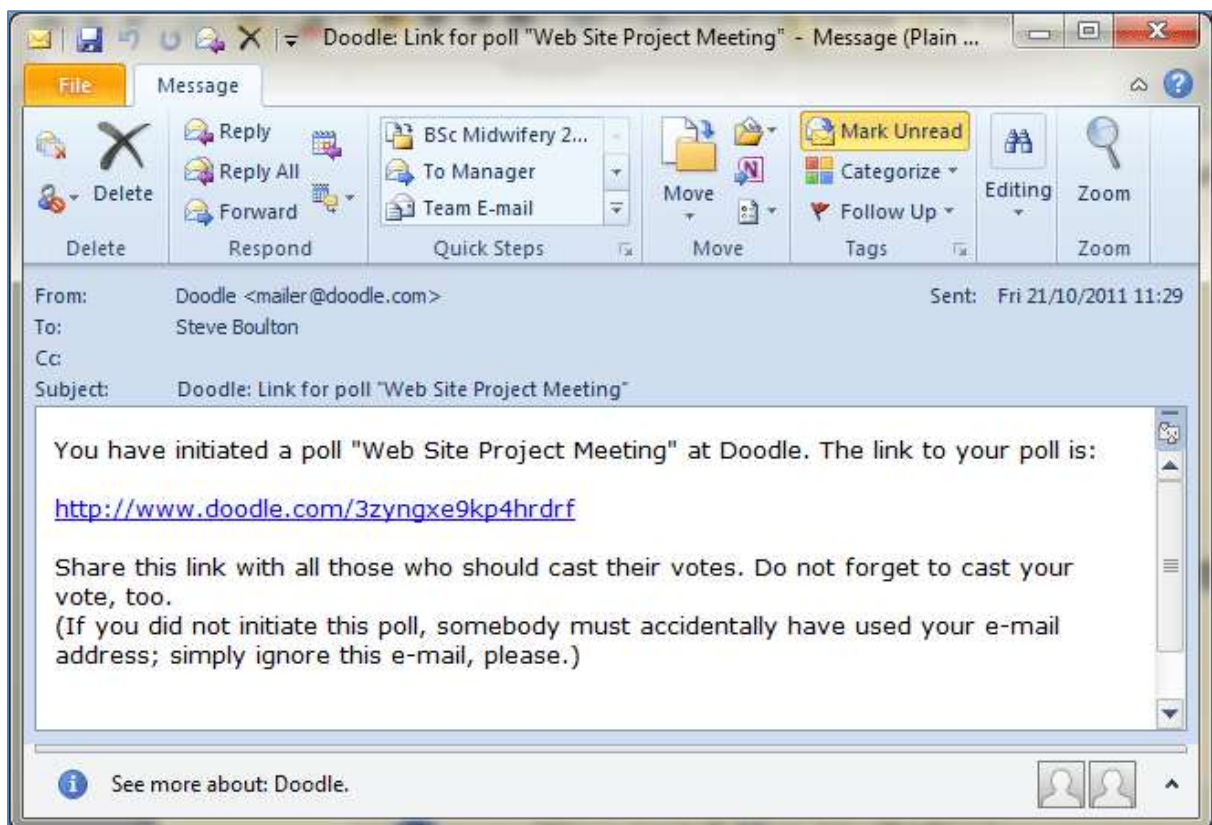 Doodle: Link for poll "Web Site Project Meeting" - Message (Plain ...
File Message
Reply
Reply All
Forward
Delete
BSc Midwifery 2...
To Manager
Team E-mail
Move
Mark Unread
Categorize
Follow Up
Editing
Zoom
Delete Respond Quick Steps Move Tags Zoom
From: Doodle <mailer@doodle.com> Sent: Fri 21/10/2011 11:29
To: Steve Boulton
Cc:
Subject: Doodle: Link for poll "Web Site Project Meeting"
You have initiated a poll "Web Site Project Meeting" at Doodle. The link to your poll is:
http://www.doodle.com/3zyngxe9kp4hrdrf
Share this link with all those who should cast their votes. Do not forget to cast your
vote, too.
(If you did not initiate this poll, somebody must accidentally have used your e-mail
address; simply ignore this e-mail, please.)
See more about: Doodle.